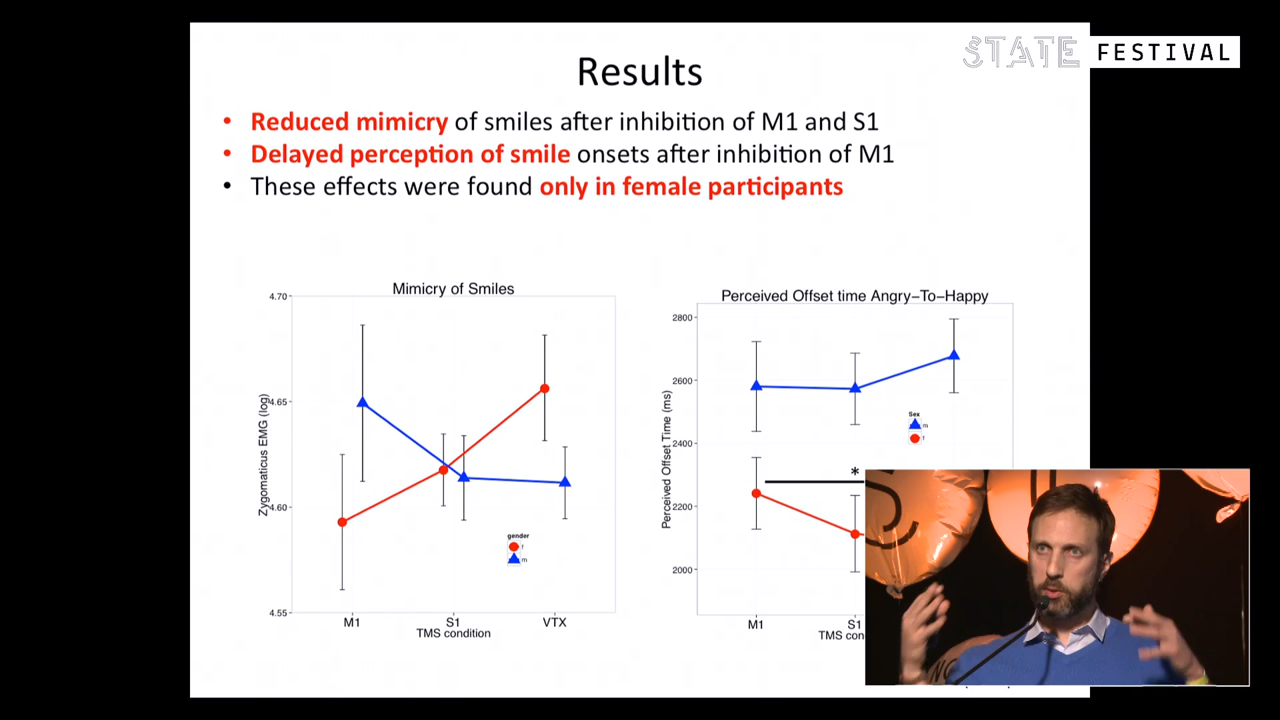 STATE FESTIVAL
Results
• Reduced mimicry of smiles after inhibition of M1 and S1
• Delayed perception of smile onsets after inhibition of M1
• These effects were found only in female participants
Mimicry of Smiles
4.70
4.65
4.60
4.55
Zygomaticus EMG (log)
gender
f
m
M1 S1 VTX
TMS condition
Perceived Offset time Angry–To–Happy
2800
2600
2400
2200
2000
Perceived Offset Time (ms)
Sex
m
f
*
M1 S1
TMS con
S